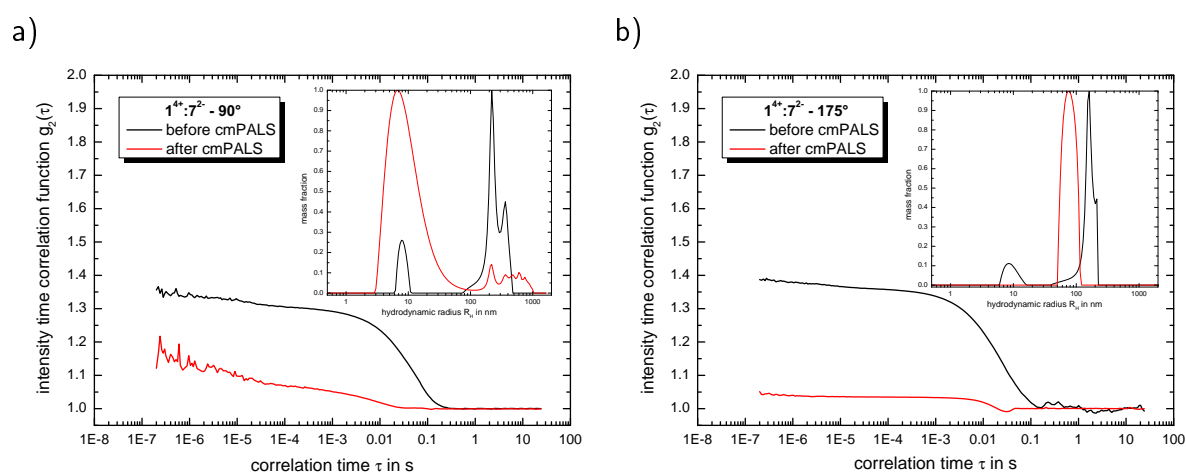 a)
2.0
1.9
1.8
1.7
1.6
1.5
1.4
1.3
1.2
1.1
1.0
intensity time correlation function g₂(τ)
1⁴⁺:7²⁻ - 90°
before cmPALS
after cmPALS
1.0
0.9
0.8
0.7
0.6
0.5
0.4
0.3
0.2
0.1
0.0
mass fraction
1 10 100 1000
hydrodynamic radius R_H in nm
1E-8 1E-7 1E-6 1E-5 1E-4 1E-3 0.01 0.1 1 10 100
correlation time τ in s
b)
2.0
1.9
1.8
1.7
1.6
1.5
1.4
1.3
1.2
1.1
1.0
intensity time correlation function g₂(τ)
1⁴⁺:7²⁻ - 175°
before cmPALS
after cmPALS
1.0
0.9
0.8
0.7
0.6
0.5
0.4
0.3
0.2
0.1
0.0
mass fraction
1 10 100 1000
hydrodynamic radius R_H in nm
1E-8 1E-7 1E-6 1E-5 1E-4 1E-3 0.01 0.1 1 10 100
correlation time τ in s